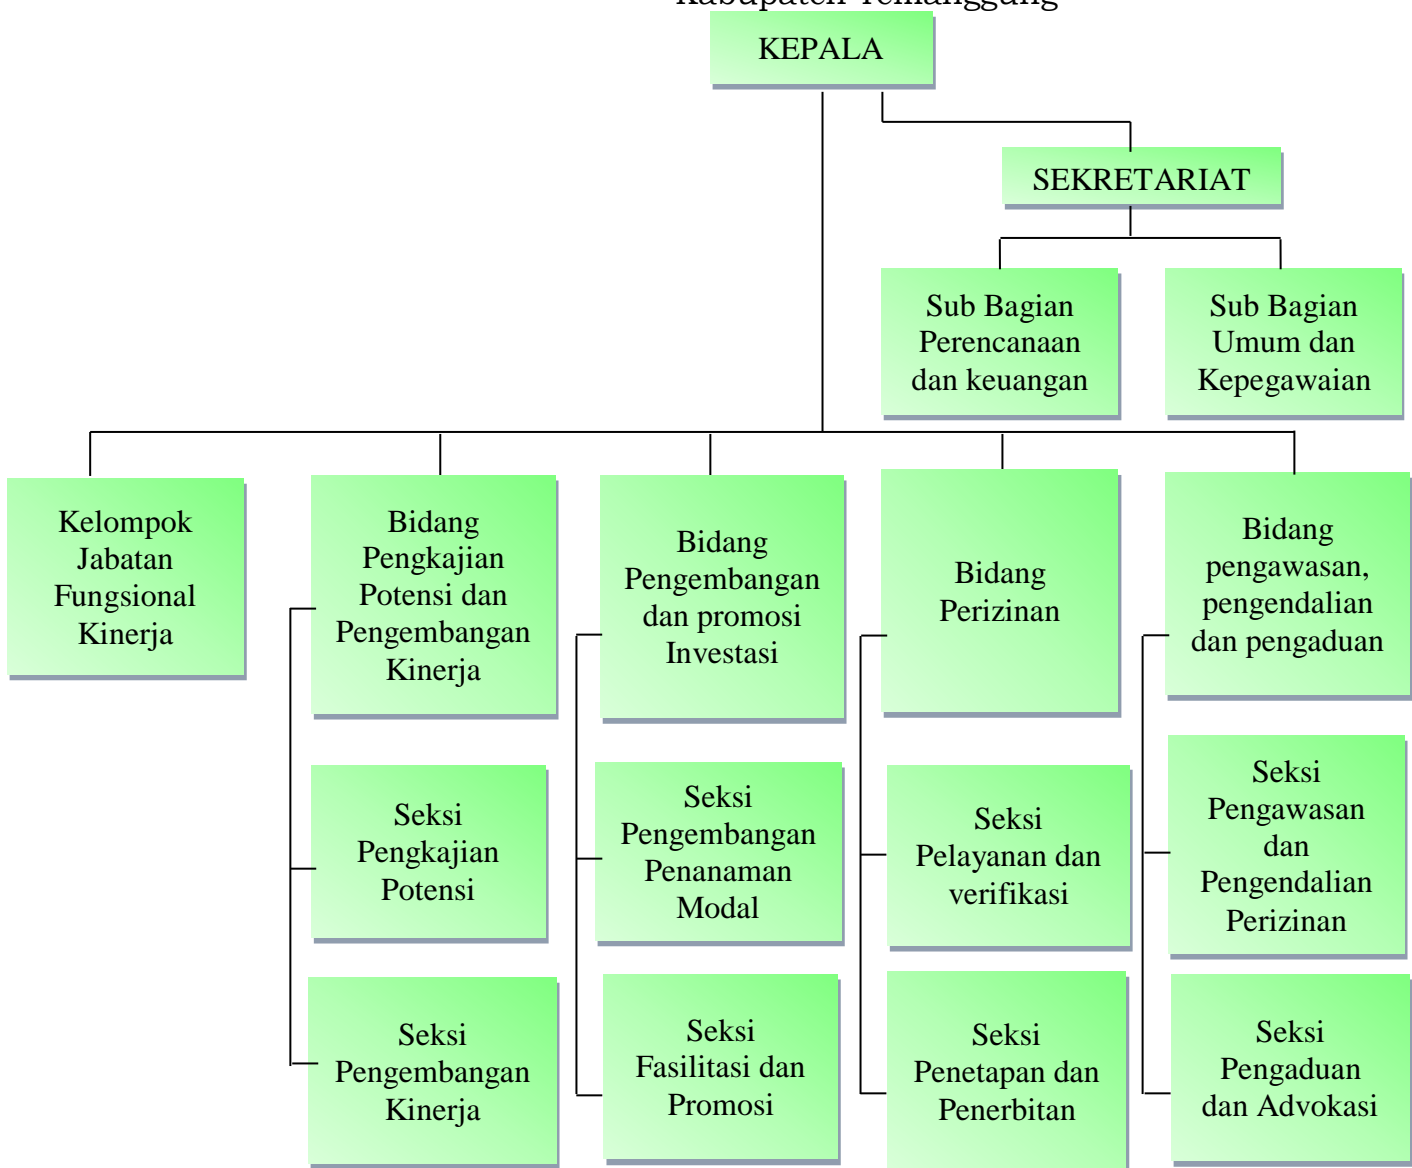 Kabupaten Temanggung
KEPALA
SEKRETARIAT
Sub Bagian
Perencanaan
dan keuangan
Sub Bagian
Umum dan
Kepegawaian
Kelompok
Jabatan
Fungsional
Kinerja
Bidang
Pengkajian
Potensi dan
Pengembangan
Kinerja
Bidang
Pengembangan
dan promosi
Investasi
Bidang
Perizinan
Bidang
pengawasan,
pengendalian
dan pengaduan
Seksi
Pengkajian
Potensi
Seksi
Pengembangan
Penanaman
Modal
Seksi
Pelayanan dan
verifikasi
Seksi
Pengawasan
dan
Pengendalian
Perizinan
Seksi
Pengembangan
Kinerja
Seksi
Fasilitasi dan
Promosi
Seksi
Penetapan dan
Penerbitan
Seksi
Pengaduan
dan Advokasi